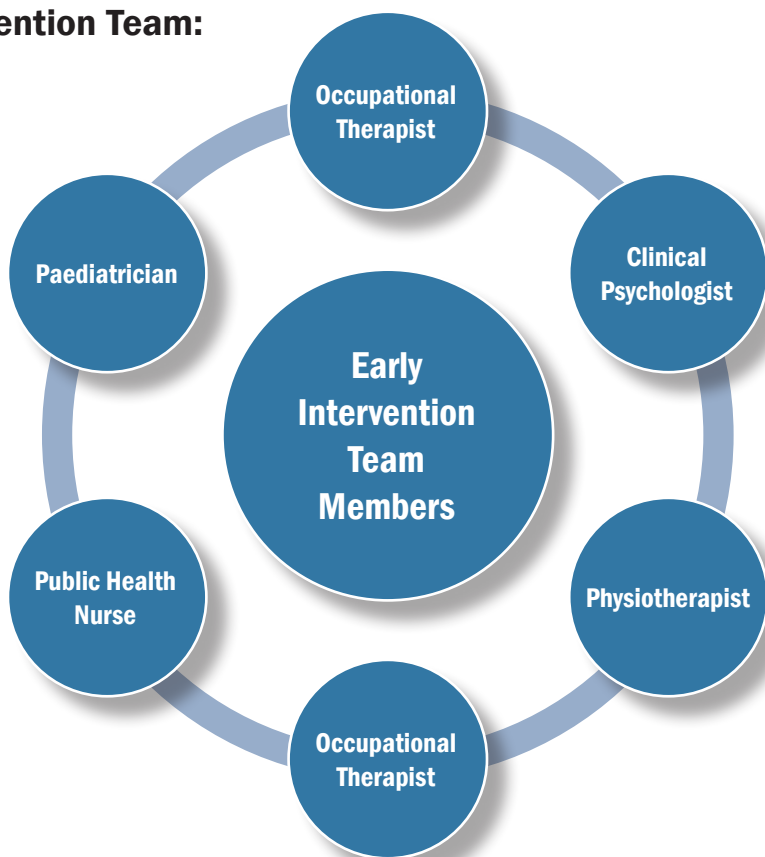 ention Team:
Occupational
Therapist
Paediatrician
Clinical
Psychologist
Early
Intervention
Team
Members
Public Health
Nurse
Physiotherapist
Occupational
Therapist